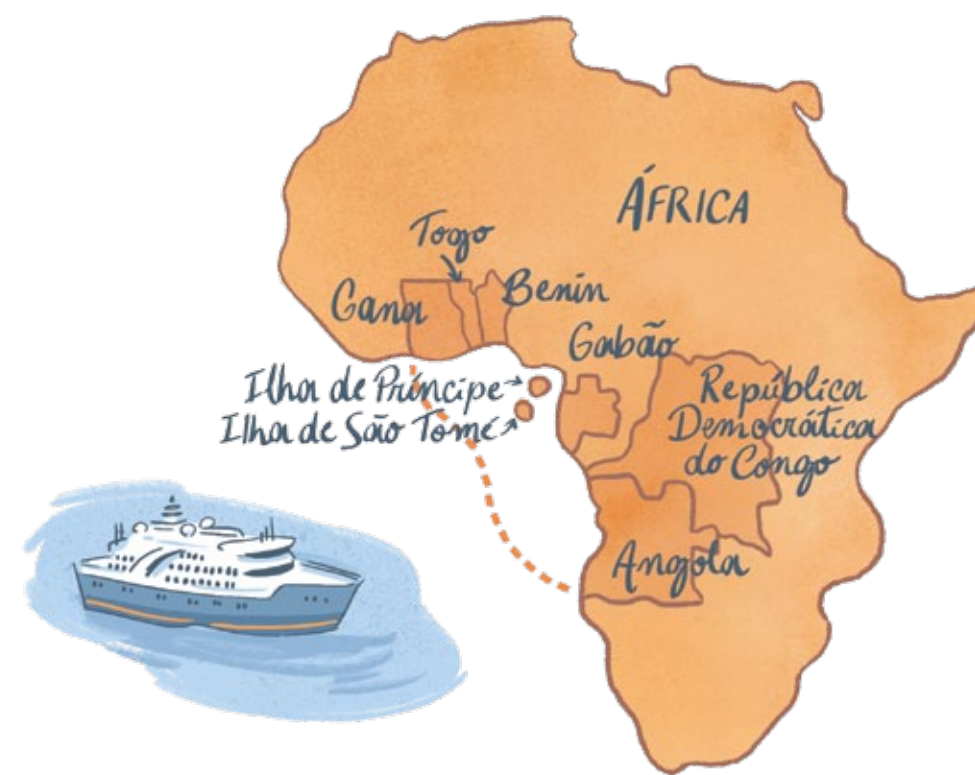 ÁFRICA
Togo
Gana
Benin
Gabão
Ilha de Príncipe
Ilha de São Tomé
República
Democrática
do Congo
Angola